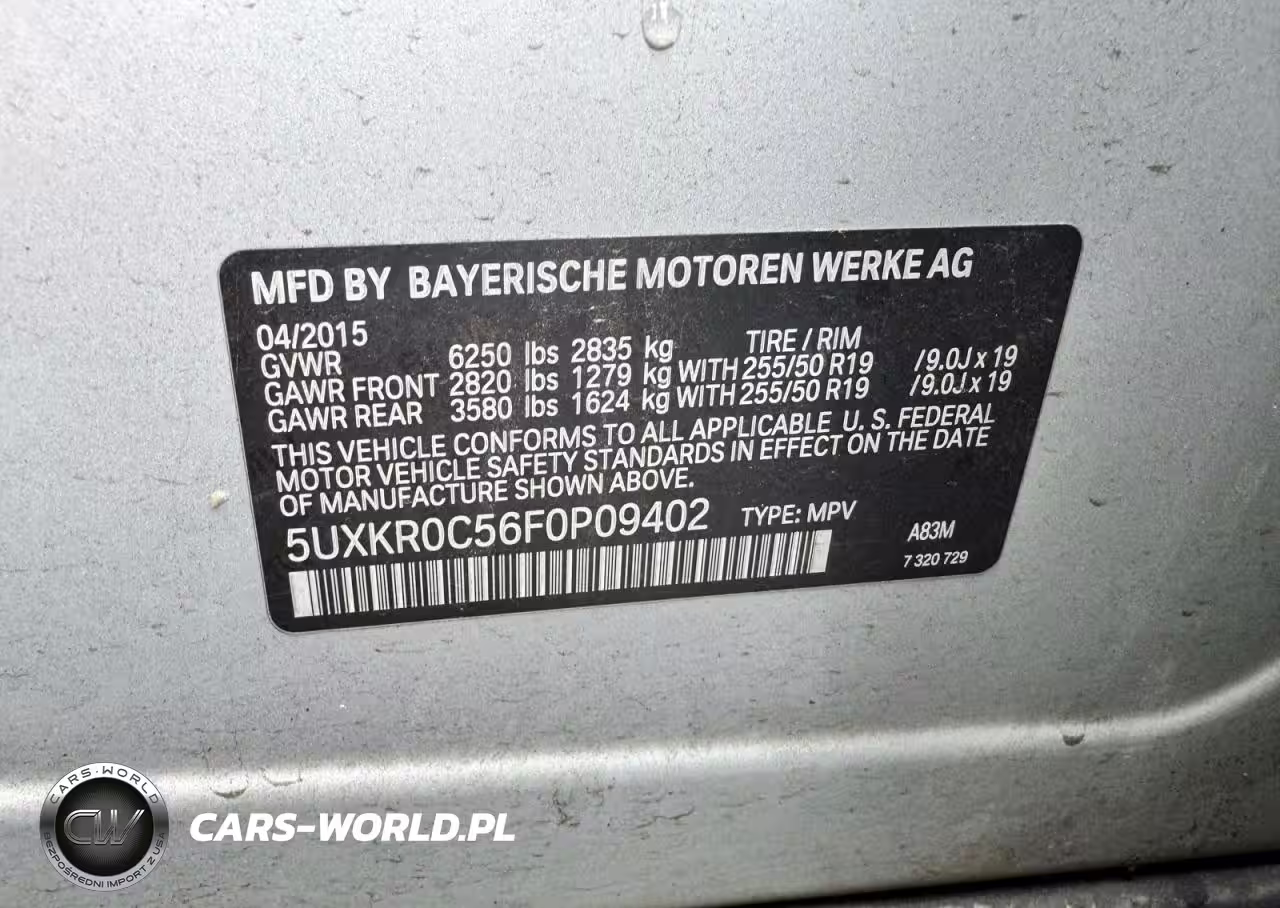 MFD BY BAYERISCHE MOTOREN WERKE AG
04/2015 TIRE / RIM
GVWR 6250 lbs 2835 kg
GAWR FRONT 2820 lbs 1279 kg WITH 255/50 R19 /9.0J x 19
GAWR REAR 3580 lbs 1624 kg WITH 255/50 R19 /9.0J x 19
THIS VEHICLE CONFORMS TO ALL APPLICABLE U. S. FEDERAL
MOTOR VEHICLE SAFETY STANDARDS IN EFFECT ON THE DATE
OF MANUFACTURE SHOWN ABOVE.
5UXKR0C56F0P09402 TYPE: MPV
A83M
7 320 729
CARS-WORLD
CW
BEZPOŚREDNI IMPORT Z USA
CARS-WORLD.PL